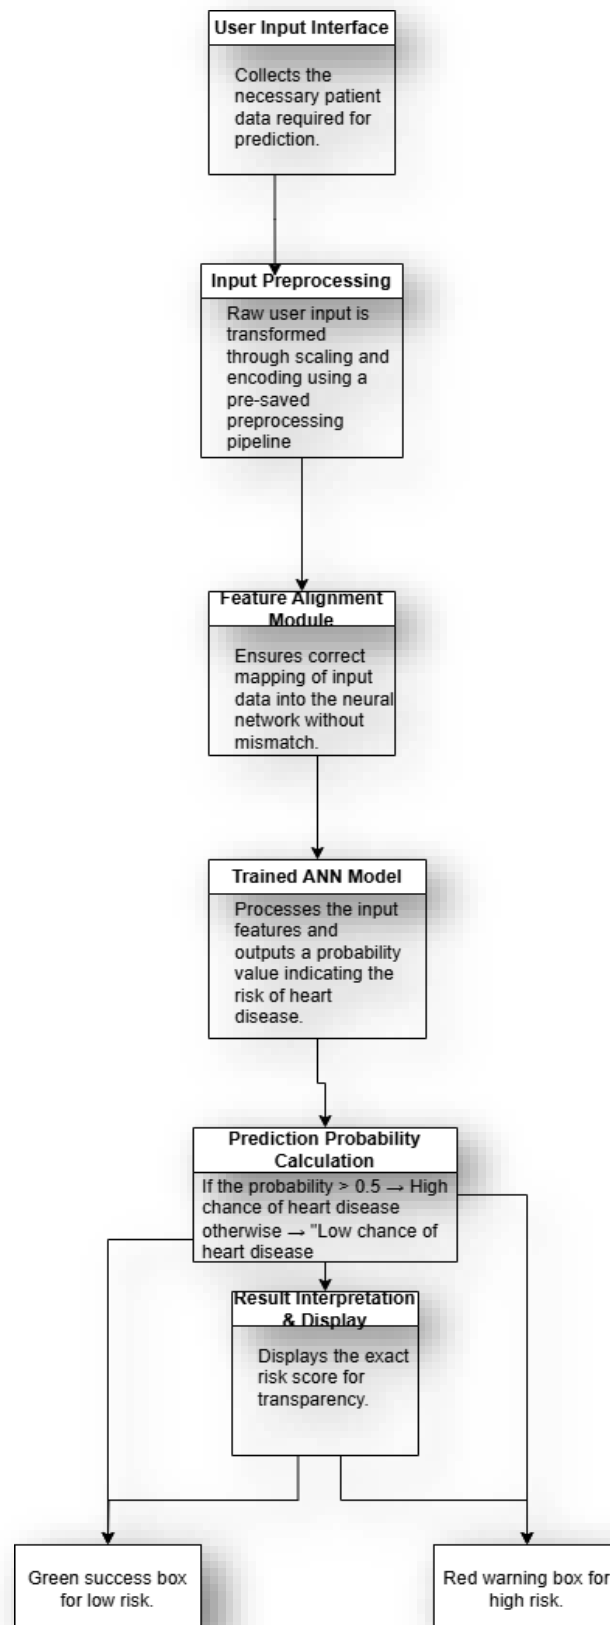 User Input Interface
Collects the
necessary patient
data required for
prediction.
Input Preprocessing
Raw user input is
transformed
through scaling and
encoding using a
pre-saved
preprocessing
pipeline
Feature Alignment
Module
Ensures correct
mapping of input
data into the neural
network without
mismatch.
Trained ANN Model
Processes the input
features and
outputs a probability
value indicating the
risk of heart
disease.
Prediction Probability
Calculation
If the probability > 0.5 → High
chance of heart disease
otherwise → "Low chance of
heart disease
Result Interpretation
& Display
Displays the exact
risk score for
transparency.
Green success box
for low risk.
Red warning box for
high risk.